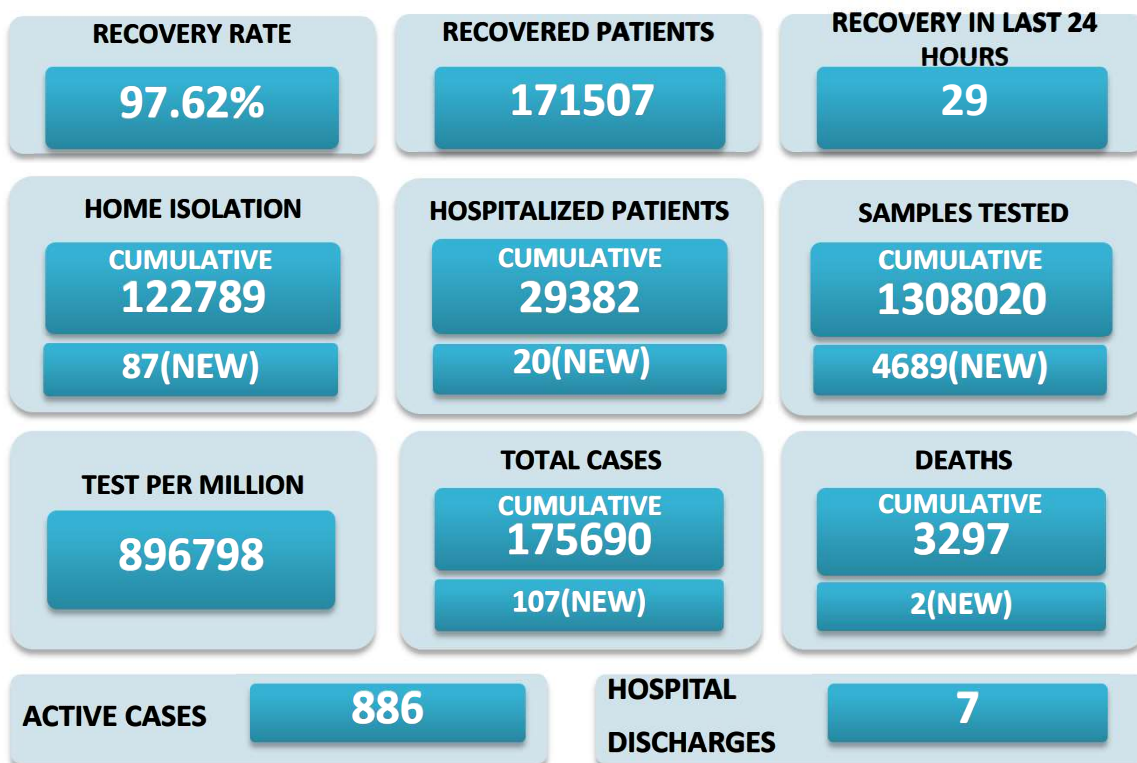 RECOVERY RATE
97.62%
RECOVERED PATIENTS
171507
RECOVERY IN LAST 24
HOURS
29
HOME ISOLATION
CUMULATIVE
122789
87(NEW)
HOSPITALIZED PATIENTS
CUMULATIVE
29382
20(NEW)
SAMPLES TESTED
CUMULATIVE
1308020
4689(NEW)
TEST PER MILLION
896798
TOTAL CASES
CUMULATIVE
175690
107(NEW)
DEATHS
CUMULATIVE
3297
2(NEW)
ACTIVE CASES
886
HOSPITAL
DISCHARGES
7